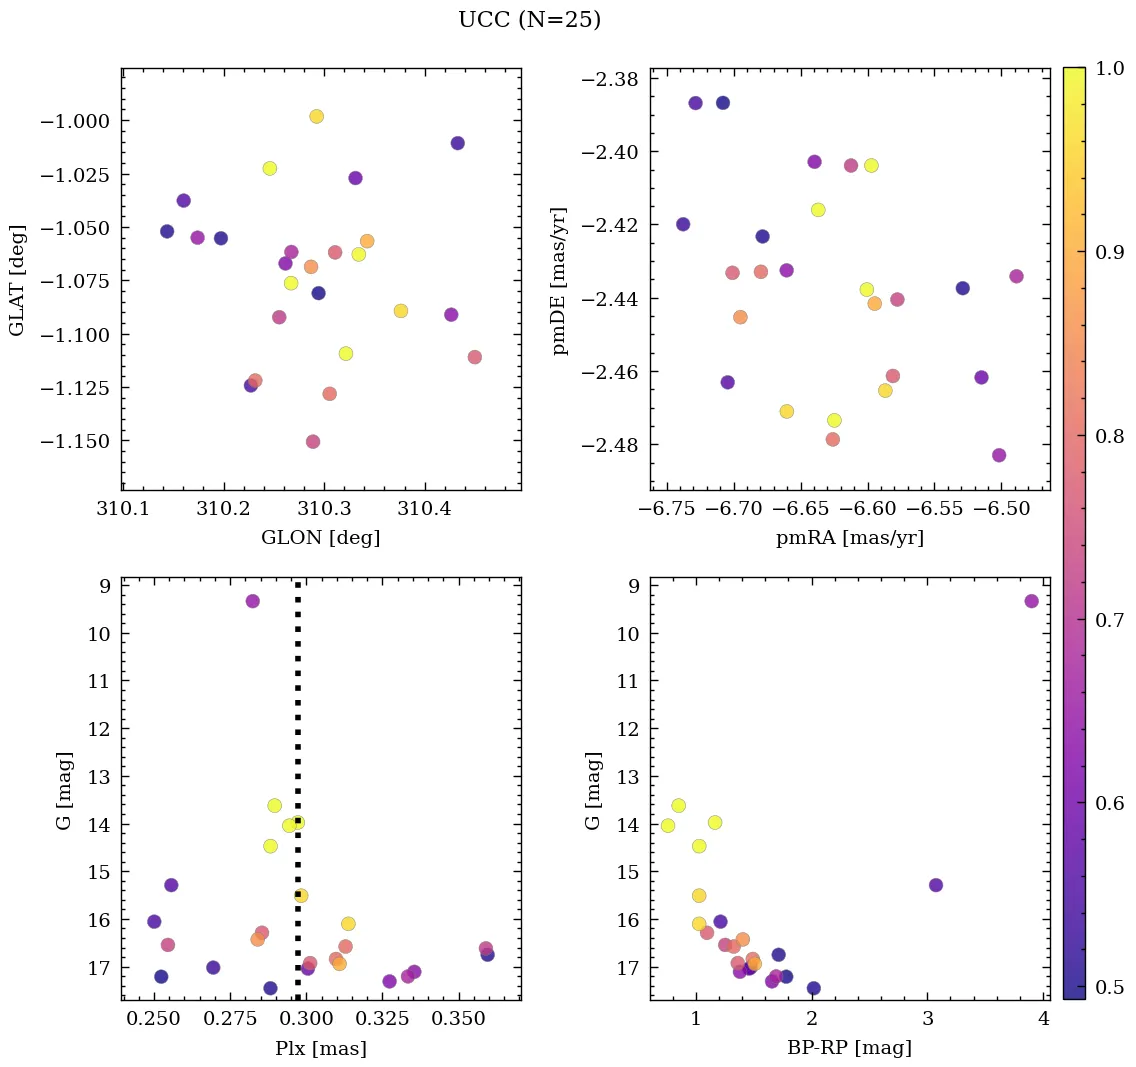 UCC (N=25)
−1.000
−1.025
−1.050
−1.075
−1.100
−1.125
−1.150
GLAT [deg]
310.1 310.2 310.3 310.4
GLON [deg]
−2.38
−2.40
−2.42
−2.44
−2.46
−2.48
pmDE [mas/yr]
−6.75 −6.70 −6.65 −6.60 −6.55 −6.50
pmRA [mas/yr]
9
10
11
12
13
14
15
16
17
G [mag]
0.250 0.275 0.300 0.325 0.350
Plx [mas]
9
10
11
12
13
14
15
16
17
G [mag]
1 2 3 4
BP-RP [mag]
1.0
0.9
0.8
0.7
0.6
0.5